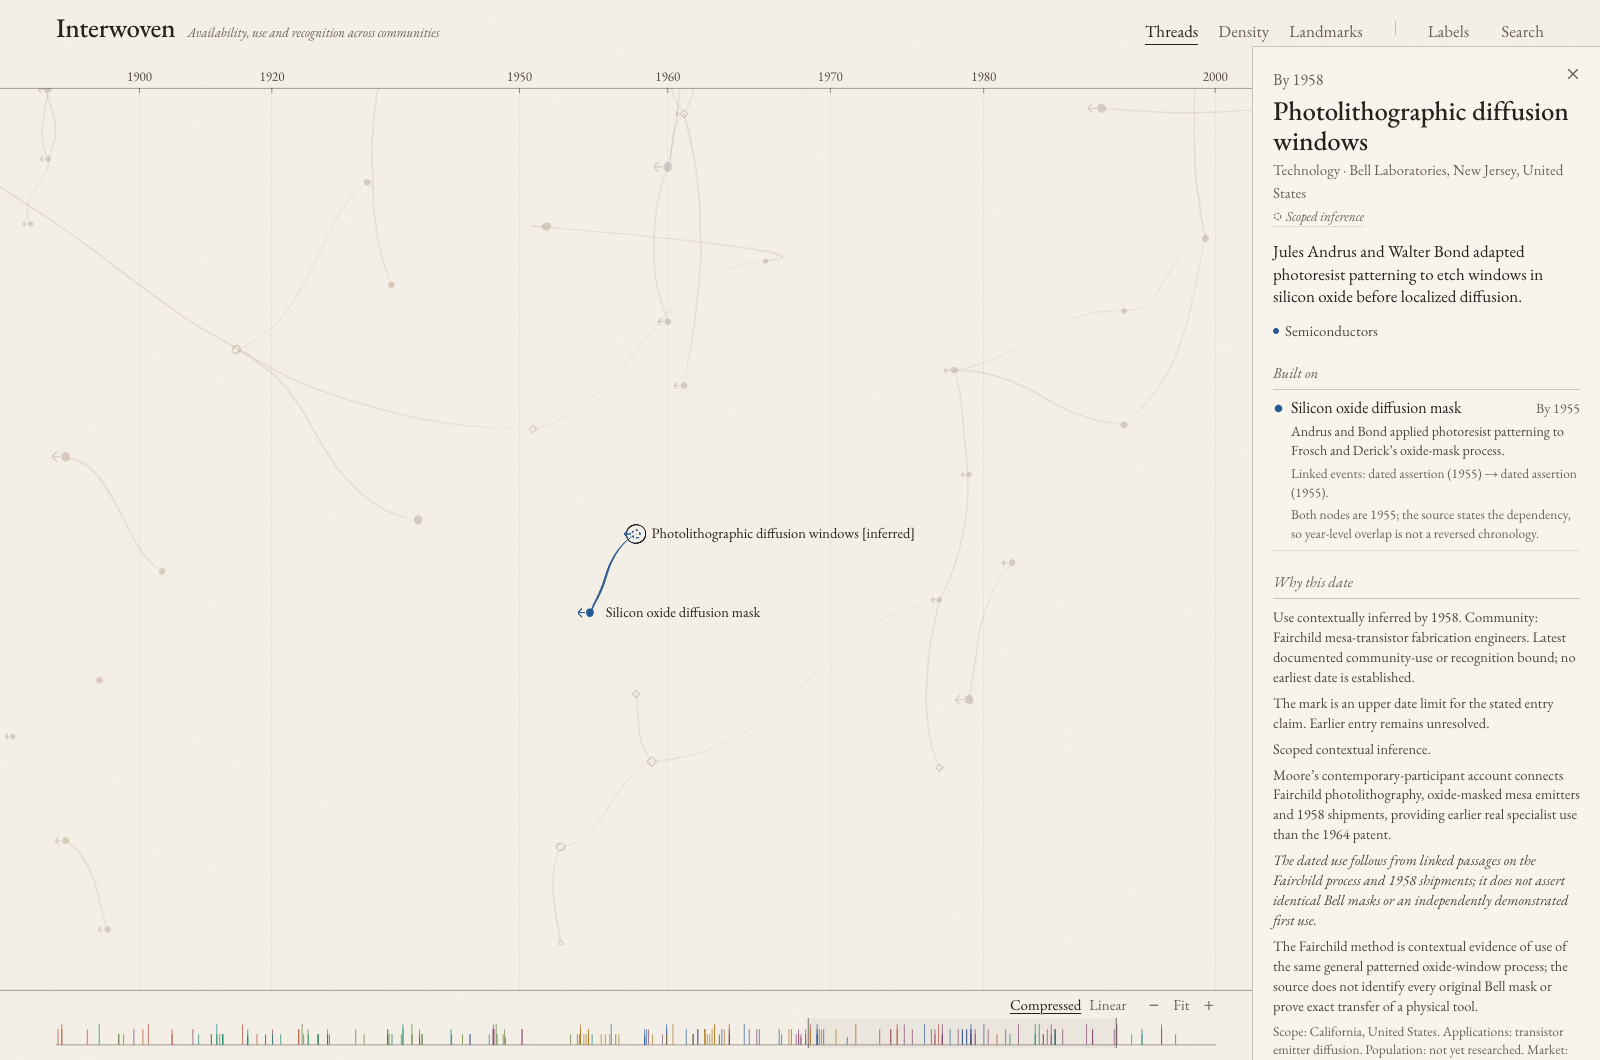 Interwoven
Availability, use and recognition across communities
Threads
Density
Landmarks
Labels
Search
1900
1920
1950
1960
1970
1980
2000
Photolithographic diffusion windows [inferred]
Silicon oxide diffusion mask
Compressed
Linear
− Fit +
By 1958
×
Photolithographic diffusion
windows
Technology · Bell Laboratories, New Jersey, United
States
Scoped inference
Jules Andrus and Walter Bond adapted
photoresist patterning to etch windows in
silicon oxide before localized diffusion.
Semiconductors
Built on
Silicon oxide diffusion mask By 1955
Andrus and Bond applied photoresist patterning to
Frosch and Derick’s oxide-mask process.
Linked events: dated assertion (1955) → dated assertion
(1955).
Both nodes are 1955; the source states the dependency,
so year-level overlap is not a reversed chronology.
Why this date
Use contextually inferred by 1958. Community:
Fairchild mesa-transistor fabrication engineers. Latest
documented community-use or recognition bound; no
earliest date is established.
The mark is an upper date limit for the stated entry
claim. Earlier entry remains unresolved.
Scoped contextual inference.
Moore’s contemporary-participant account connects
Fairchild photolithography, oxide-masked mesa emitters
and 1958 shipments, providing earlier real specialist use
than the 1964 patent.
The dated use follows from linked passages on the
Fairchild process and 1958 shipments; it does not assert
identical Bell masks or an independently demonstrated
first use.
The Fairchild method is contextual evidence of use of
the same general patterned oxide-window process; the
source does not identify every original Bell mask or
prove exact transfer of a physical tool.
Scope: California, United States. Applications: transistor
emitter diffusion. Population: not yet researched. Market: